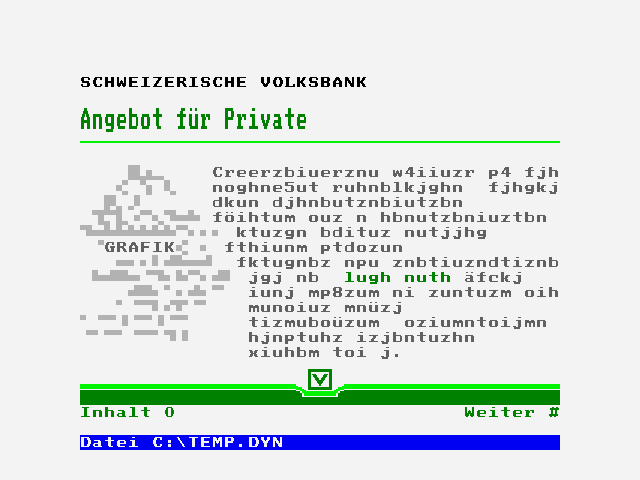 SCHWEIZERISCHE VOLKSBANK
Angebot für Private
Creerzbiuerznu w4iiuzr p4 fjh
noghne5ut ruhnblkjghn fjhgkj
dkun djhnbutznbiutzbn
föihtum ouz n hbnutzbniuztbn
ktuzgn bdituz nutjjhg
GRAFIK fthiunm ptdozun
fktugnbz npu znbtiuzndtiznb
jgj nb lugh nuth äfckj
iunj mp8zum ni zuntuzm oih
munoiuz mnüzj
tizmuboüzum oziumntoijmn
hjnptuhz izjbntuzhn
xiuhbm toi j.
Inhalt 0 Weiter #
Datei C:\TEMP.DYN